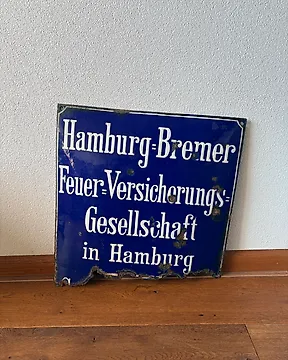 Hamburg=Bremer
Feuer=Versicherungs=
Gesellschaft
in Hamburg